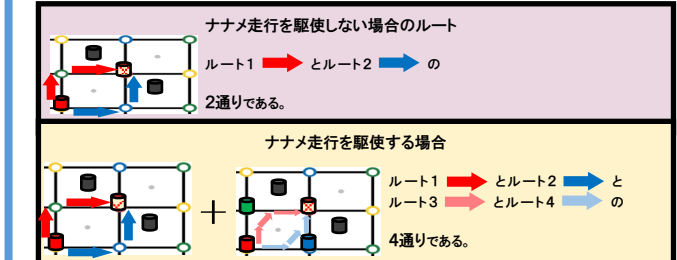 ナナメ走行を駆使しない場合のルート
ルート1 とルート2 の
2通りである。
ナナメ走行を駆使する場合
ルート1 とルート2 と
ルート3 とルート4 の
4通りである。